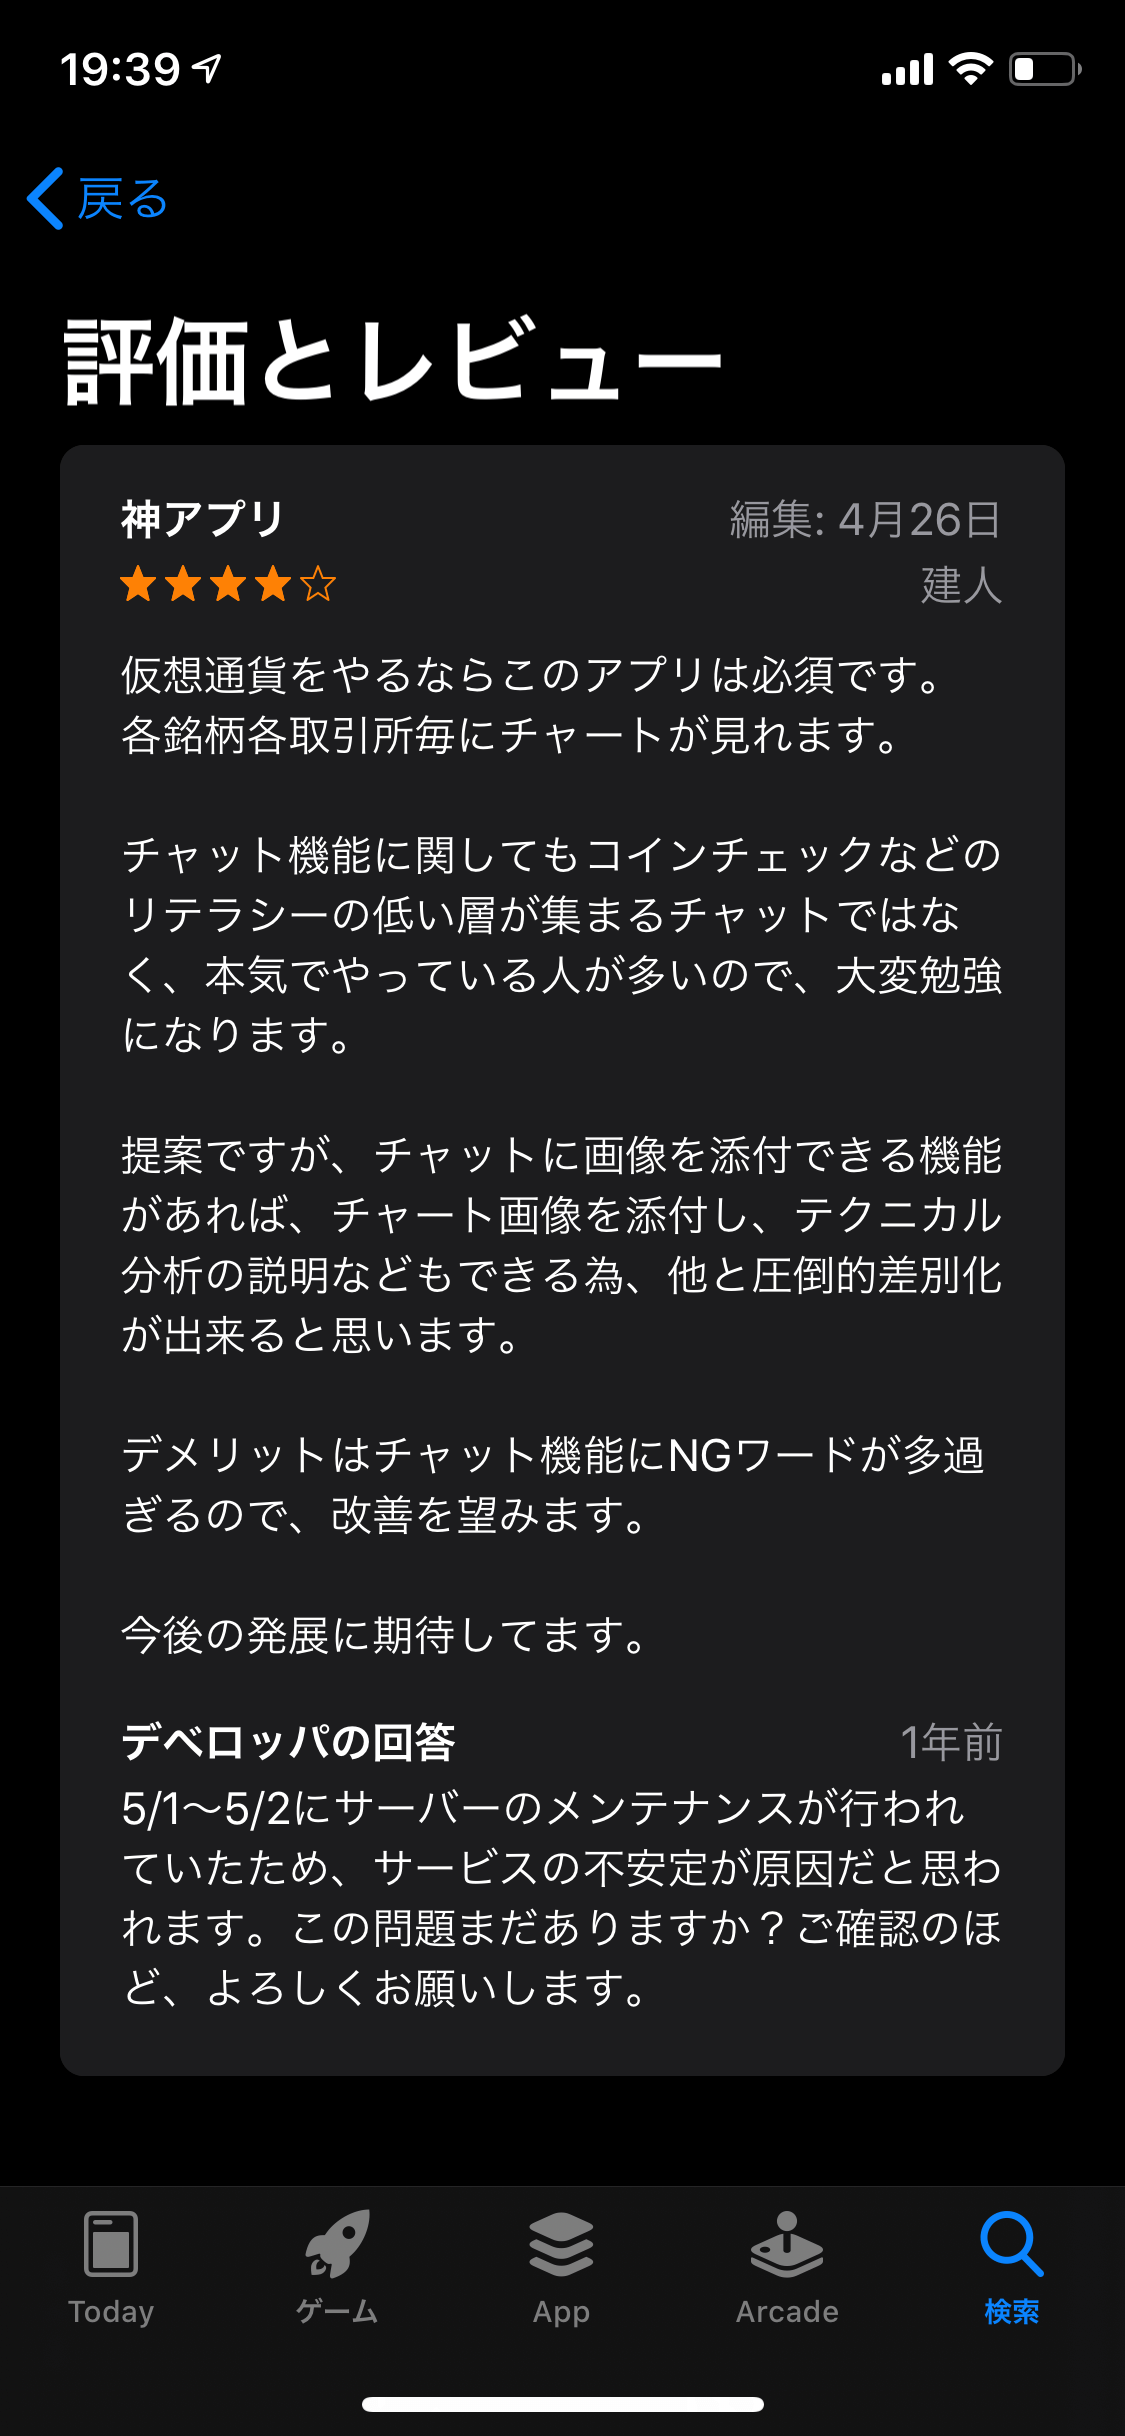 19:39
戻る
評価とレビュー
神アプリ
編集: 4月26日
建人
仮想通貨をやるならこのアプリは必須です。
各銘柄各取引所毎にチャートが見れます。
チャット機能に関してもコインチェックなどの
リテラシーの低い層が集まるチャットではな
く、本気でやっている人が多いので、大変勉強
になります。
提案ですが、チャットに画像を添付できる機能
があれば、チャート画像を添付し、テクニカル
分析の説明などもできる為、他と圧倒的差別化
が出来ると思います。
デメリットはチャット機能にNGワードが多過
ぎるので、改善を望みます。
今後の発展に期待してます。
デベロッパの回答
1年前
5/1〜5/2にサーバーのメンテナンスが行われ
ていたため、サービスの不安定が原因だと思わ
れます。この問題まだありますか？ご確認のほ
ど、よろしくお願いします。
Today
ゲーム
App
Arcade
検索